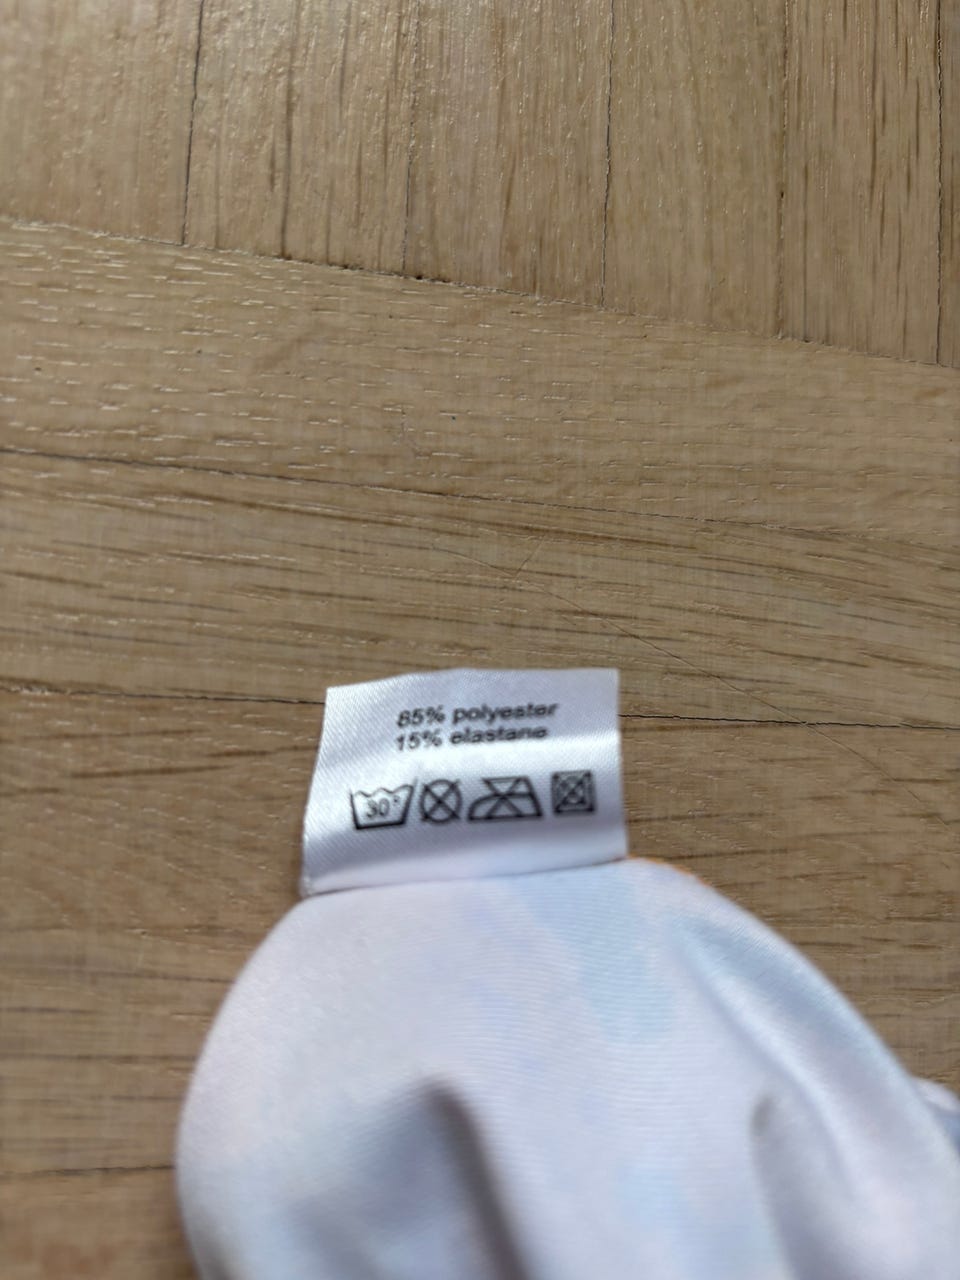 85% polyester
15% elastane
30°